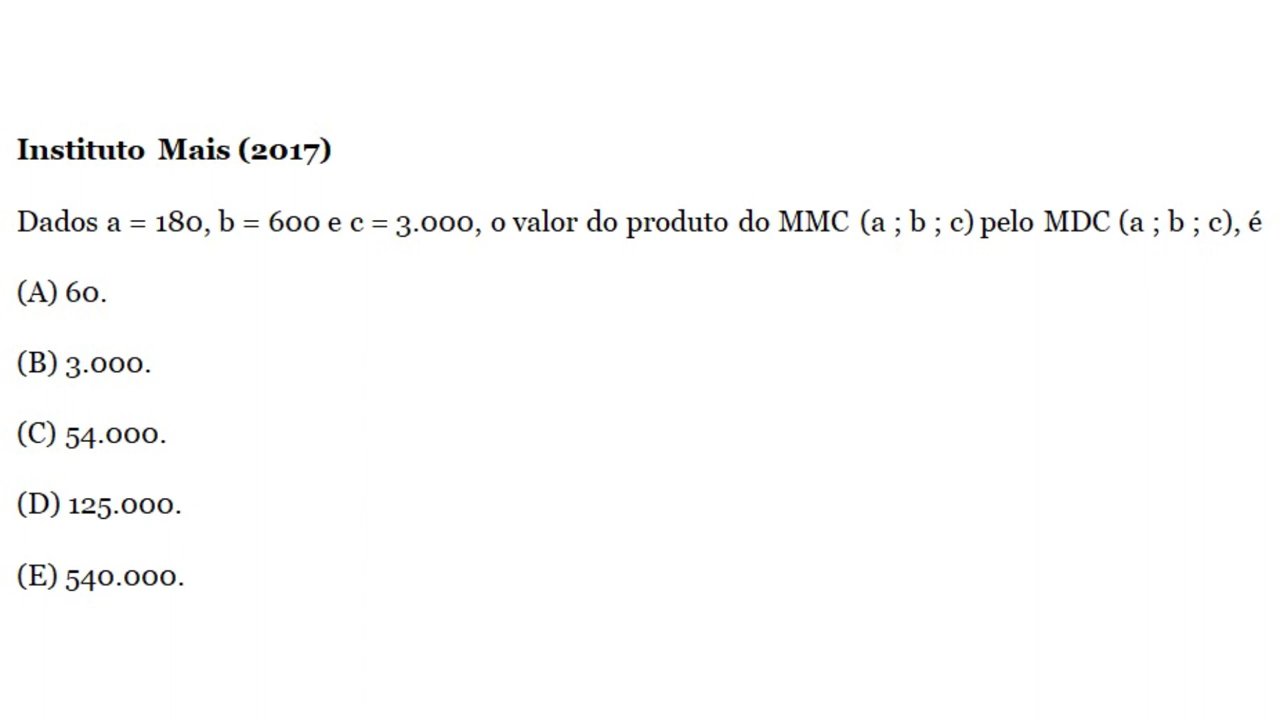 Instituto Mais (2017)
Dados a = 180, b = 600 e c = 3.000, o valor do produto do MMC (a ; b ; c) pelo MDC (a ; b ; c), é
(A) 60.
(B) 3.000.
(C) 54.000.
(D) 125.000.
(E) 540.000.